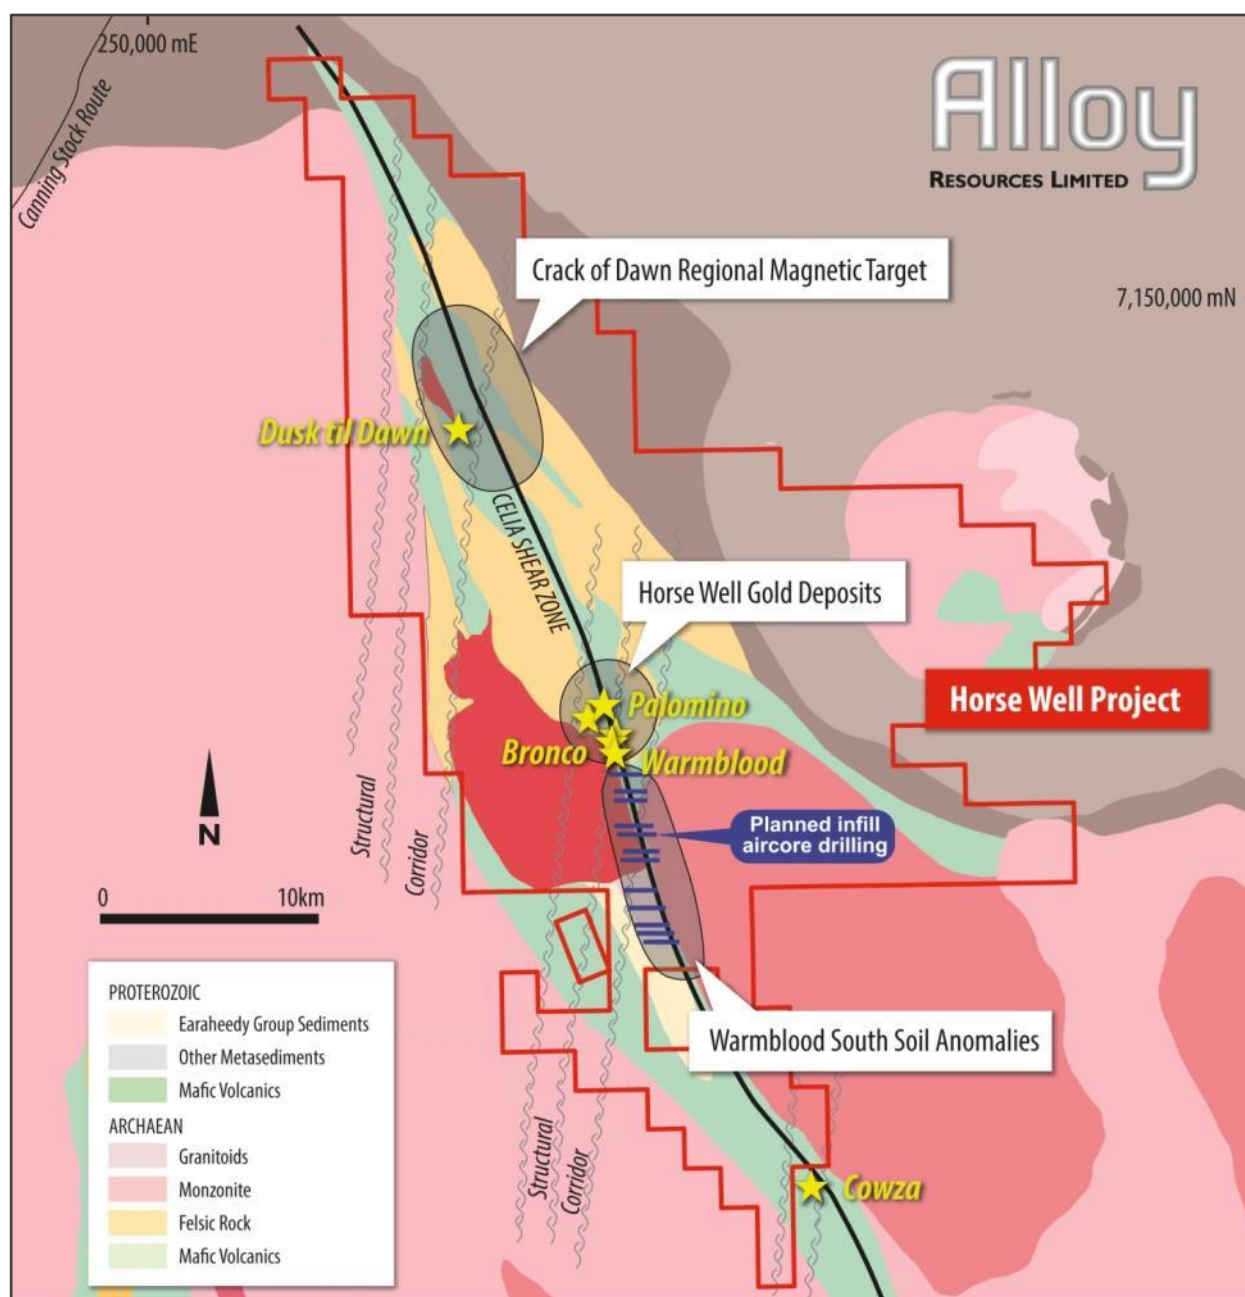 250,000 mE
Canning Stock Route
Alloy
RESOURCES LIMITED
Crack of Dawn Regional Magnetic Target
7,150,000 mN
Dusk til Dawn
CELIA SHEAR ZONE
Horse Well Gold Deposits
Horse Well Project
Palomino
Bronco
Warmblood
Structural
Corridor
N
Planned infill
aircore drilling
0 10km
Warmblood South Soil Anomalies
Structural
Corridor
Cowza
PROTEROZOIC
Earaheedy Group Sediments
Other Metasediments
Mafic Volcanics
ARCHAEAN
Granitoids
Monzonite
Felsic Rock
Mafic Volcanics